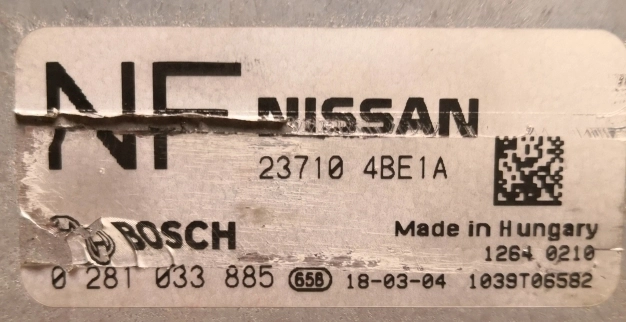 NF NISSAN
23710 4BE1A
BOSCH
Made in Hungary
1264 0210
0 281 033 885 658 18-03-04 1039T06582